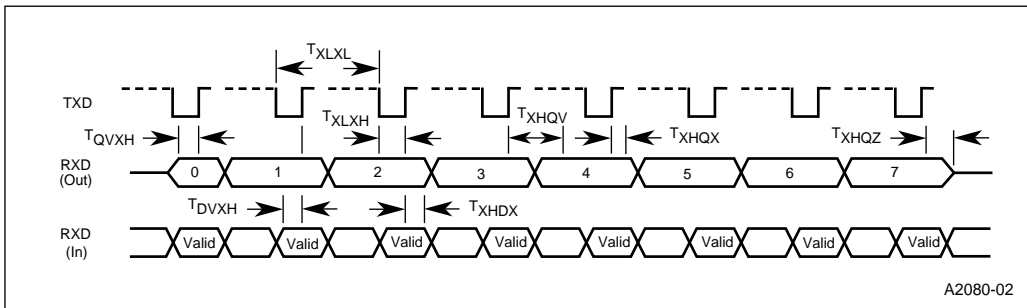 TXLXL
TXD
TXLXH
TXHQV
TQVXH
TXHQX
TXHQZ
RXD
(Out)
0 1 2 3 4 5 6 7
TDVXH
TXHDX
RXD
(In)
Valid Valid Valid Valid Valid Valid Valid Valid
A2080-02